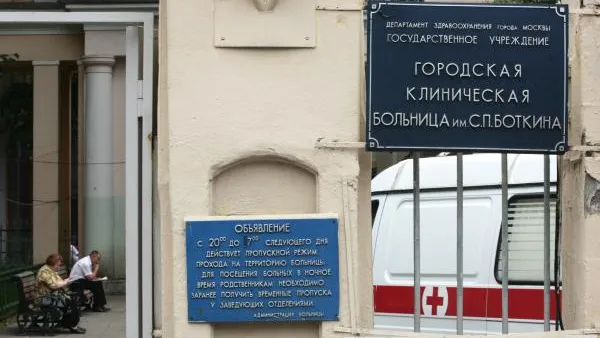 ДЕПАРТАМЕНТ ЗДРАВООХРАНЕНИЯ ГОРОДА МОСКВЫ
ГОСУДАРСТВЕННОЕ УЧРЕЖДЕНИЕ
ГОРОДСКАЯ
КЛИНИЧЕСКАЯ
БОЛЬНИЦА ИМ. С.П.БОТКИНА
ОБЪЯВЛЕНИЕ
С 20⁰⁰ ДО 7⁰⁰ СЛЕДУЮЩЕГО ДНЯ
ДЕЙСТВУЕТ ПРОПУСКНОЙ РЕЖИМ
ПРОХОДА НА ТЕРРИТОРИЮ БОЛЬНИЦ.
ДЛЯ ПОСЕЩЕНИЯ БОЛЬНЫХ В НОЧНОЕ
ВРЕМЯ РОДСТВЕННИКАМ НЕОБХОДИМО
ЗАРАНЕЕ ПОЛУЧИТЬ ВРЕМЕННЫЕ ПРОПУСКА
У ЗАВЕДУЮЩИХ ОТДЕЛЕНИЯМИ
АДМИНИСТРАЦИЯ БОЛЬНИЦЫ